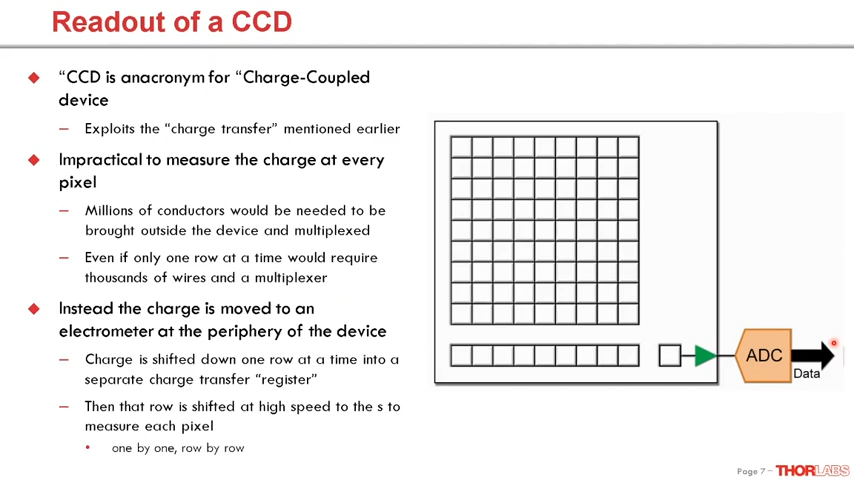 Readout of a CCD
“CCD is anacronym for “Charge-Coupled
device
– Exploits the “charge transfer” mentioned earlier
Impractical to measure the charge at every
pixel
– Millions of conductors would be needed to be
brought outside the device and multiplexed
– Even if only one row at a time would require
thousands of wires and a multiplexer
Instead the charge is moved to an
electrometer at the periphery of the device
– Charge is shifted down one row at a time into a
separate charge transfer “register”
– Then that row is shifted at high speed to the s to
measure each pixel
• one by one, row by row
ADC
Data
Page 7 – THORLABS